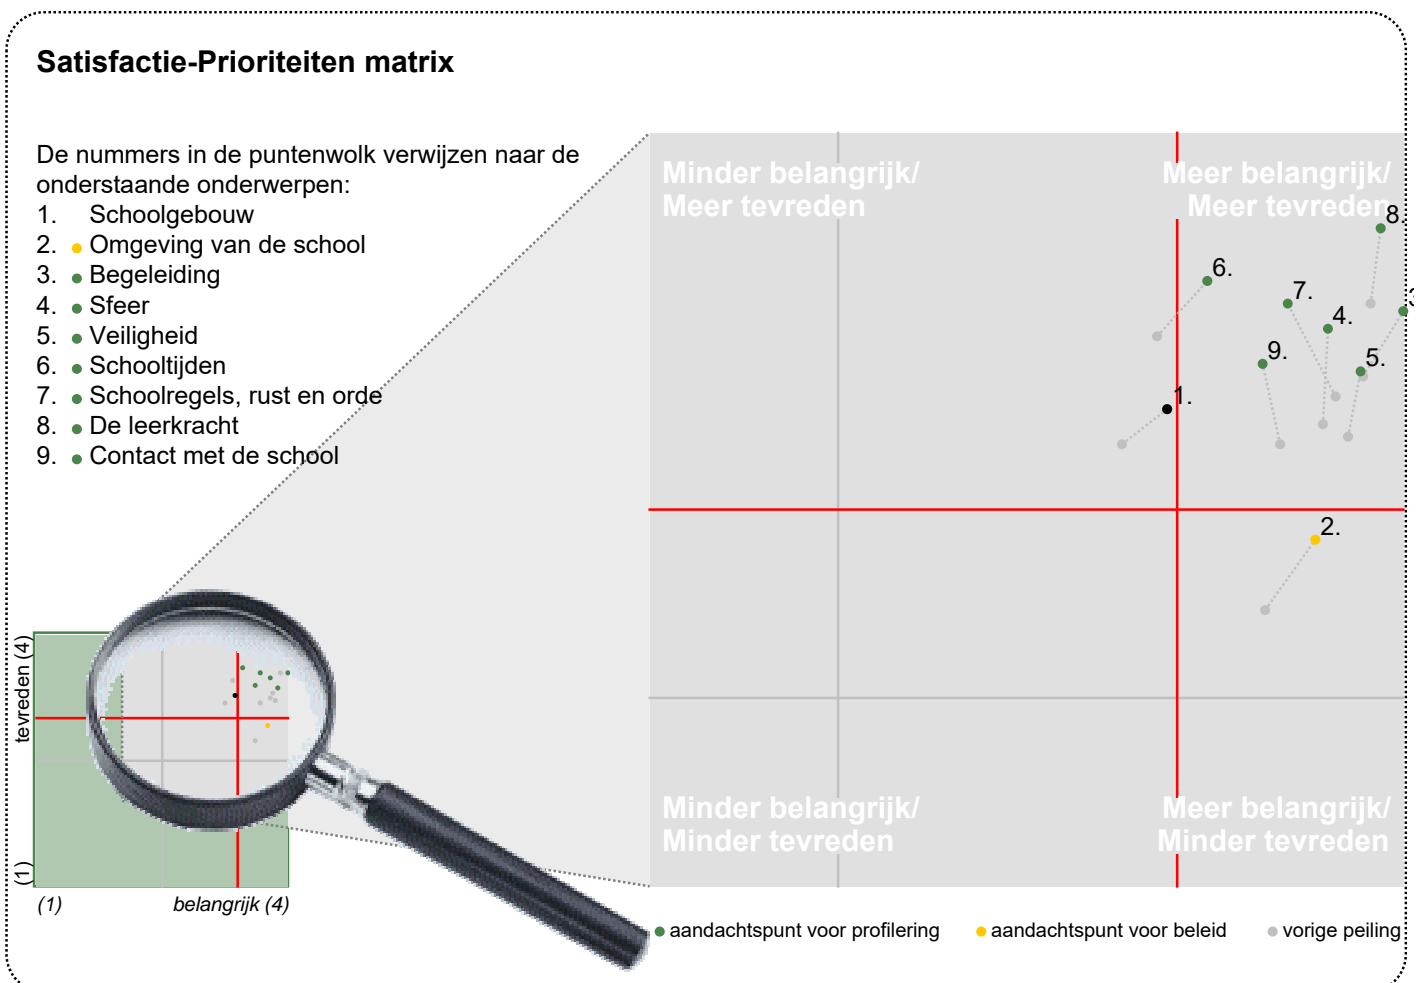 Satisfactie-Prioriteiten matrix
De nummers in de puntenwolk verwijzen naar de
onderstaande onderwerpen:
1. Schoolgebouw
2. Omgeving van de school
3. Begeleiding
4. Sfeer
5. Veiligheid
6. Schooltijden
7. Schoolregels, rust en orde
8. De leerkracht
9. Contact met de school
Minder belangrijk/
Meer tevreden
Meer belangrijk/
Meer tevreden
8.
6.
7.
4.
9.
5.
1.
2.
Minder belangrijk/
Minder tevreden
Meer belangrijk/
Minder tevreden
tevreden (4)
(1)
(1)
belangrijk (4)
aandachtspunt voor profilering
aandachtspunt voor beleid
vorige peiling